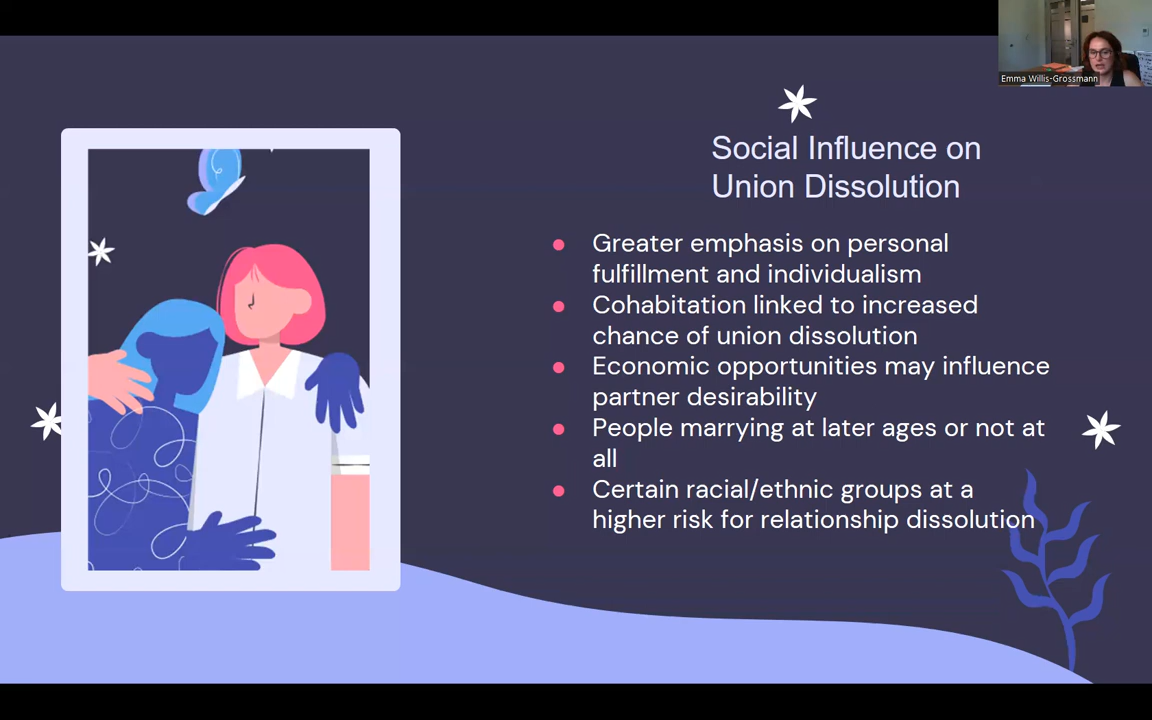 Emma Willis-Grossmann
Social Influence on
Union Dissolution
● Greater emphasis on personal
fulfillment and individualism
● Cohabitation linked to increased
chance of union dissolution
● Economic opportunities may influence
partner desirability
● People marrying at later ages or not at
all
● Certain racial/ethnic groups at a
higher risk for relationship dissolution